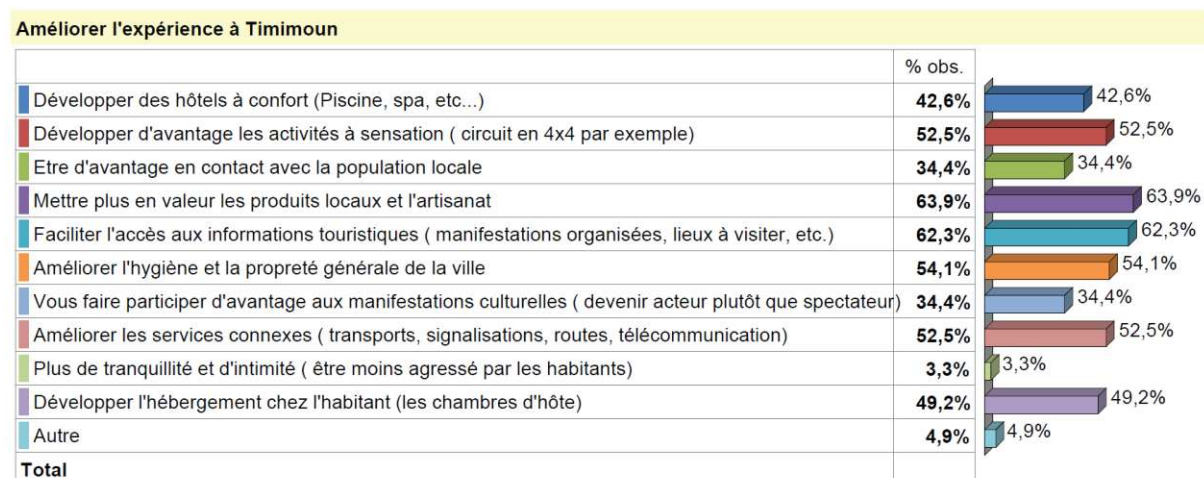 Améliorer l'expérience à Timimoun
% obs.
Développer des hôtels à confort (Piscine, spa, etc...) 42,6% 42,6%
Développer d'avantage les activités à sensation ( circuit en 4x4 par exemple) 52,5% 52,5%
Etre d'avantage en contact avec la population locale 34,4% 34,4%
Mettre plus en valeur les produits locaux et l'artisanat 63,9% 63,9%
Faciliter l'accès aux informations touristiques ( manifestations organisées, lieux à visiter, etc.) 62,3% 62,3%
Améliorer l'hygiène et la propreté générale de la ville 54,1% 54,1%
Vous faire participer d'avantage aux manifestations culturelles ( devenir acteur plutôt que spectateur) 34,4% 34,4%
Améliorer les services connexes ( transports, signalisations, routes, télécommunication) 52,5% 52,5%
Plus de tranquillité et d'intimité ( être moins agressé par les habitants) 3,3% 3,3%
Développer l'hébergement chez l'habitant (les chambres d'hôte) 49,2% 49,2%
Autre 4,9% 4,9%
Total